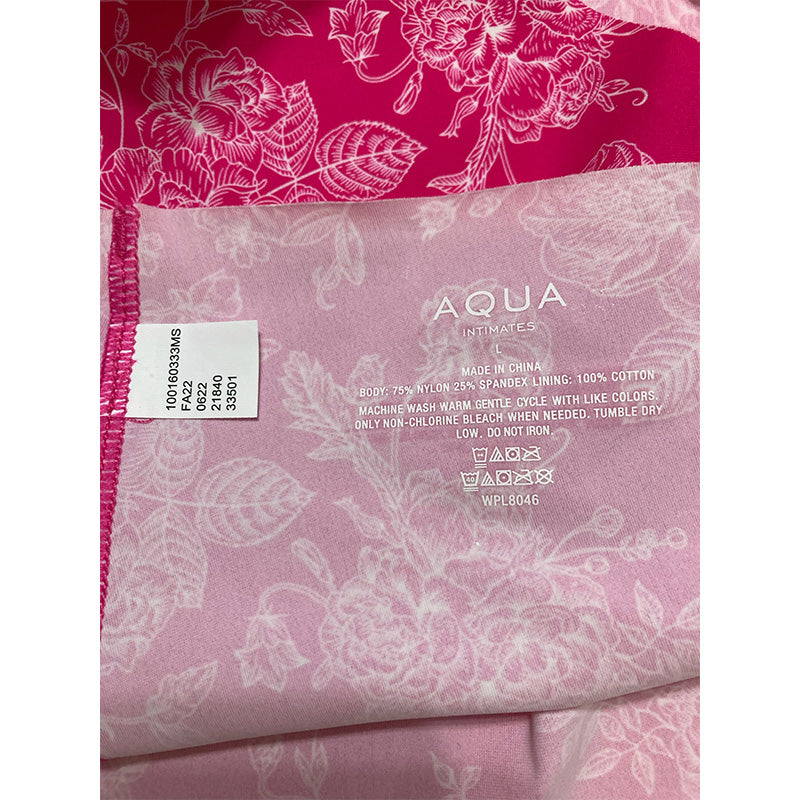 AQUA
INTIMATES
L
MADE IN CHINA
BODY: 75% NYLON 25% SPANDEX LINING: 100% COTTON
MACHINE WASH WARM GENTLE CYCLE WITH LIKE COLORS.
ONLY NON-CHLORINE BLEACH WHEN NEEDED. TUMBLE DRY
LOW. DO NOT IRON.
40
WPL8046
100160333MS
FA22
0622
21840
33501